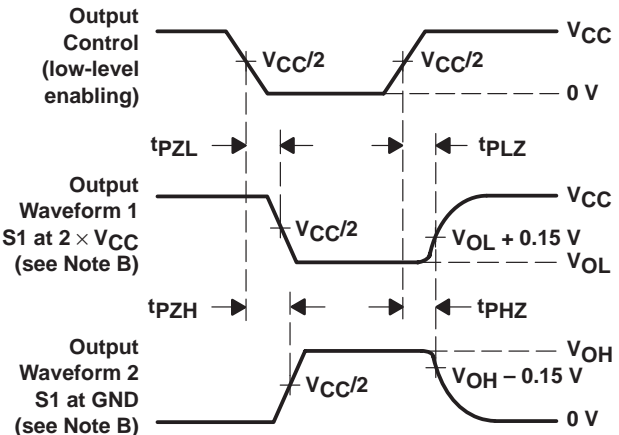 Output
Control
(low-level
enabling)
VCC
VCC/2
VCC/2
0 V
tPZL
tPLZ
Output
Waveform 1
S1 at 2 × VCC
(see Note B)
VCC
VCC/2
VOL + 0.15 V
VOL
tPZH
tPHZ
Output
Waveform 2
S1 at GND
(see Note B)
VOH
VCC/2
VOH – 0.15 V
0 V